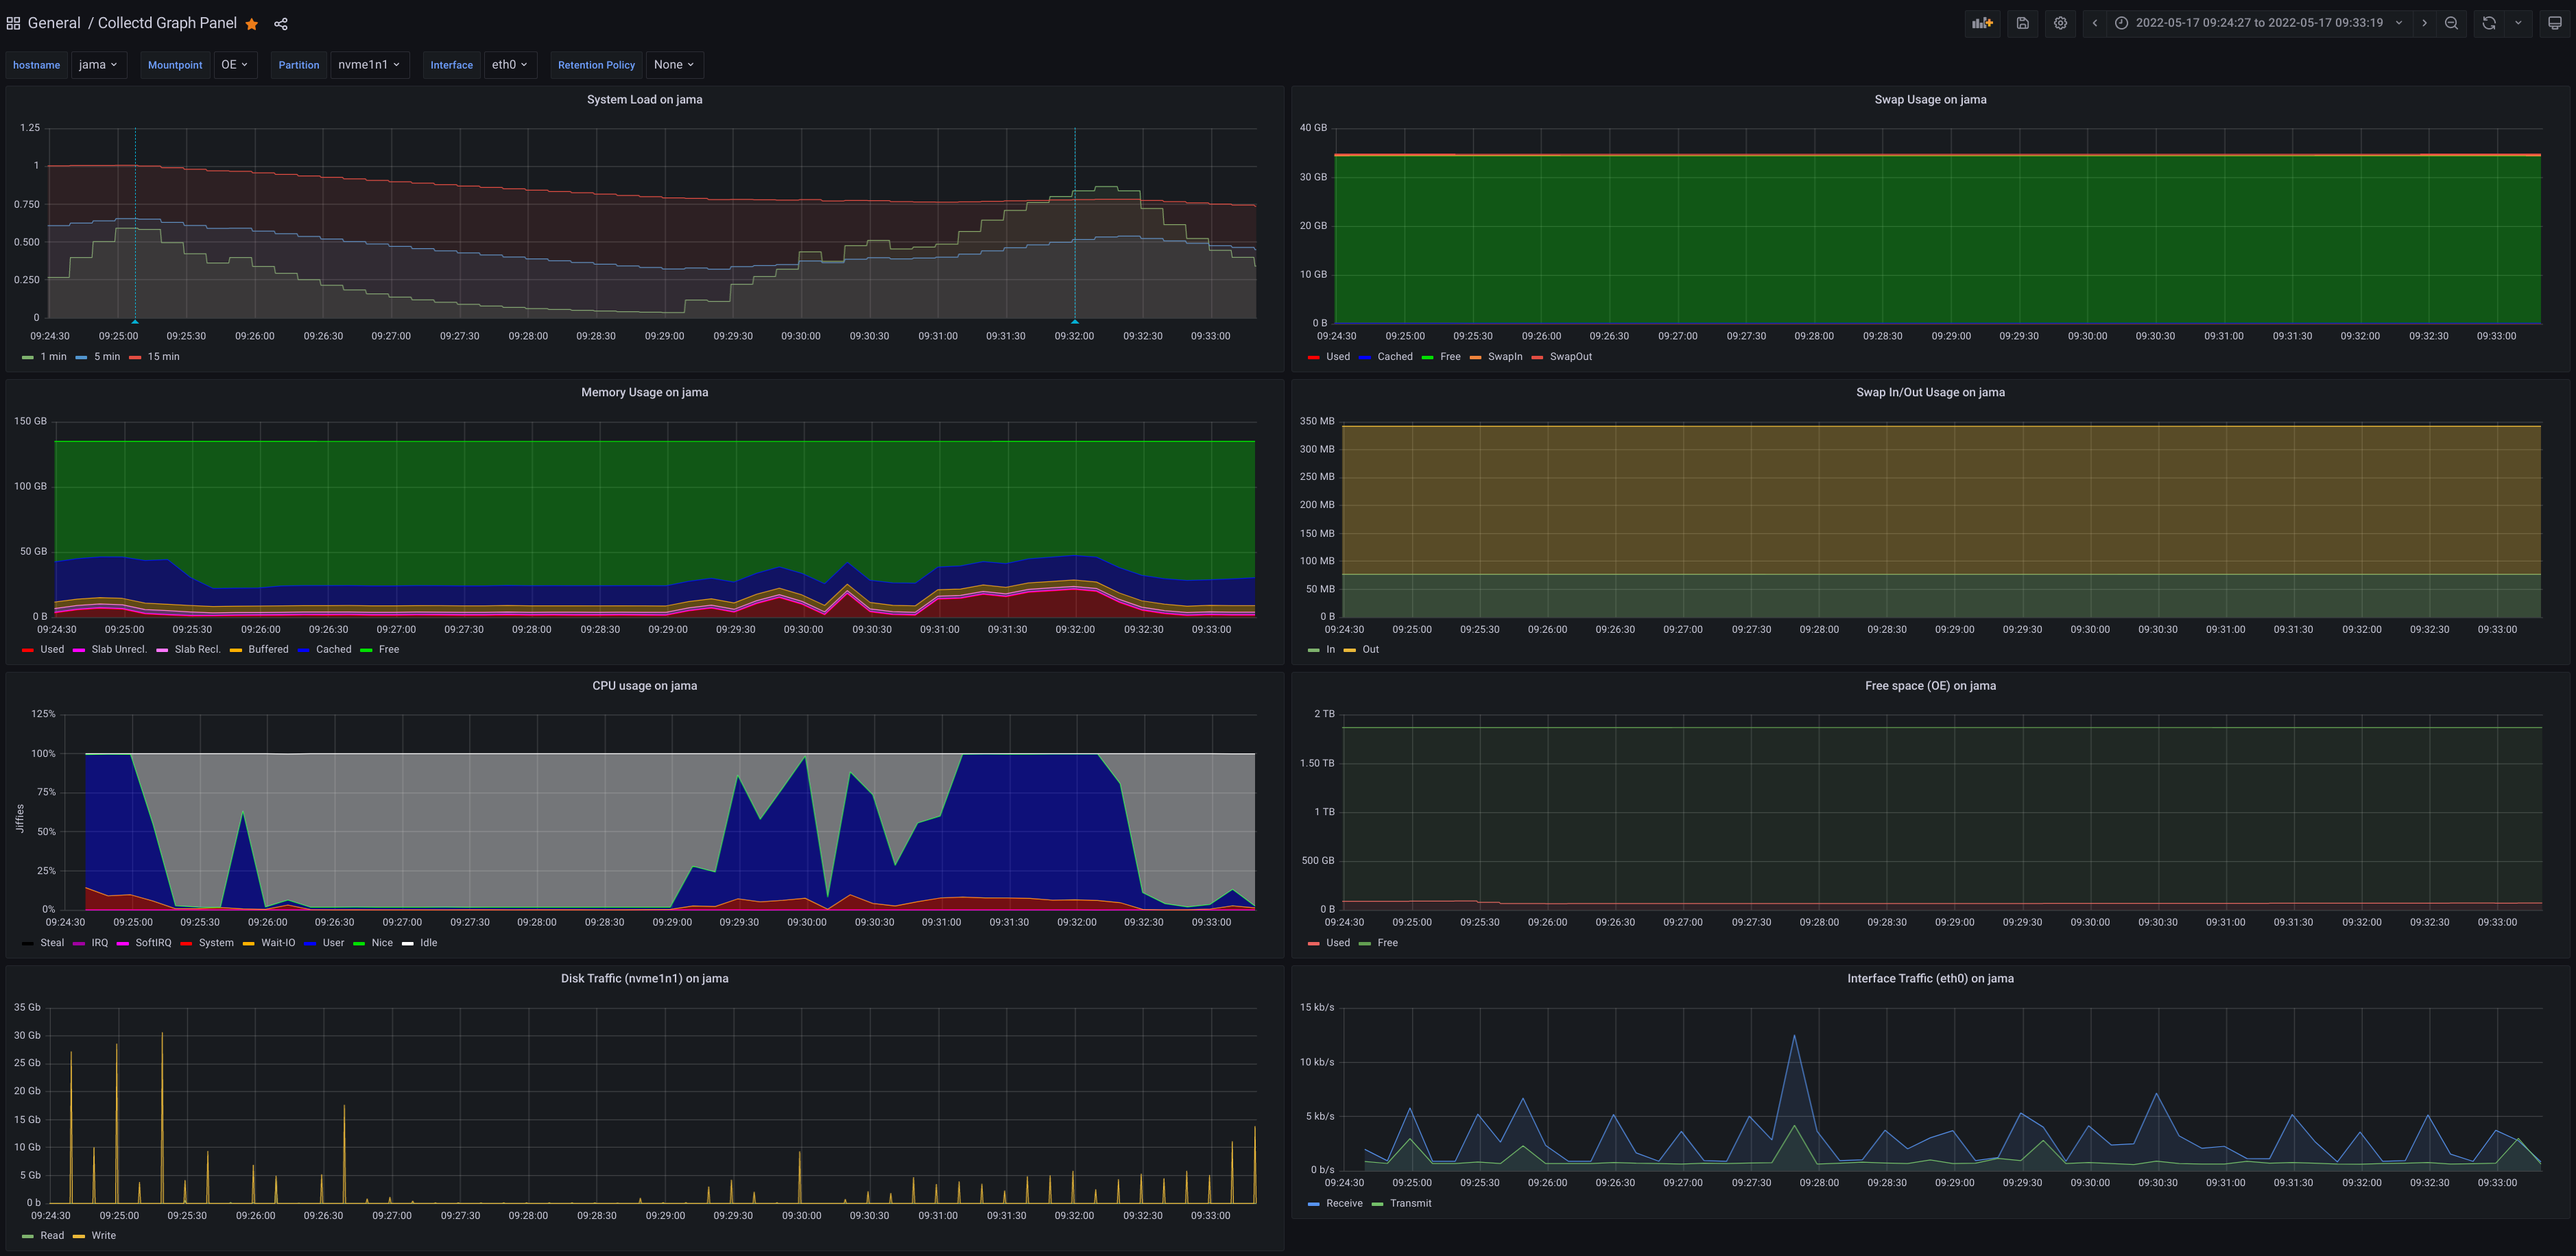 General / Collectd Graph Panel
2022-05-17 09:24:27 to 2022-05-17 09:33:19
hostname jama Mountpoint OE Partition nvme1n1 Interface eth0 Retention Policy None
System Load on jama
1.25
1
0.750
0.500
0.250
0
09:24:30 09:25:00 09:25:30 09:26:00 09:26:30 09:27:00 09:27:30 09:28:00 09:28:30 09:29:00 09:29:30 09:30:00 09:30:30 09:31:00 09:31:30 09:32:00 09:32:30 09:33:00
1 min 5 min 15 min
Swap Usage on jama
40 GB
30 GB
20 GB
10 GB
0 B
09:24:30 09:25:00 09:25:30 09:26:00 09:26:30 09:27:00 09:27:30 09:28:00 09:28:30 09:29:00 09:29:30 09:30:00 09:30:30 09:31:00 09:31:30 09:32:00 09:32:30 09:33:00
Used Cached Free SwapIn SwapOut
Memory Usage on jama
150 GB
100 GB
50 GB
0 B
09:24:30 09:25:00 09:25:30 09:26:00 09:26:30 09:27:00 09:27:30 09:28:00 09:28:30 09:29:00 09:29:30 09:30:00 09:30:30 09:31:00 09:31:30 09:32:00 09:32:30 09:33:00
Used Slab Unrecl. Slab Recl. Buffered Cached Free
Swap In/Out Usage on jama
350 MB
300 MB
250 MB
200 MB
150 MB
100 MB
50 MB
0 B
09:24:30 09:25:00 09:25:30 09:26:00 09:26:30 09:27:00 09:27:30 09:28:00 09:28:30 09:29:00 09:29:30 09:30:00 09:30:30 09:31:00 09:31:30 09:32:00 09:32:30 09:33:00
In Out
CPU usage on jama
125%
100%
75%
50%
25%
0%
Jiffies
09:24:30 09:25:00 09:25:30 09:26:00 09:26:30 09:27:00 09:27:30 09:28:00 09:28:30 09:29:00 09:29:30 09:30:00 09:30:30 09:31:00 09:31:30 09:32:00 09:32:30 09:33:00
Steal IRQ SoftIRQ System Wait-IO User Nice Idle
Free space (OE) on jama
2 TB
1.50 TB
1 TB
500 GB
0 B
09:24:30 09:25:00 09:25:30 09:26:00 09:26:30 09:27:00 09:27:30 09:28:00 09:28:30 09:29:00 09:29:30 09:30:00 09:30:30 09:31:00 09:31:30 09:32:00 09:32:30 09:33:00
Used Free
Disk Traffic (nvme1n1) on jama
35 Gb
30 Gb
25 Gb
20 Gb
15 Gb
10 Gb
5 Gb
0 b
09:24:30 09:25:00 09:25:30 09:26:00 09:26:30 09:27:00 09:27:30 09:28:00 09:28:30 09:29:00 09:29:30 09:30:00 09:30:30 09:31:00 09:31:30 09:32:00 09:32:30 09:33:00
Read Write
Interface Traffic (eth0) on jama
15 kb/s
10 kb/s
5 kb/s
0 b/s
09:24:30 09:25:00 09:25:30 09:26:00 09:26:30 09:27:00 09:27:30 09:28:00 09:28:30 09:29:00 09:29:30 09:30:00 09:30:30 09:31:00 09:31:30 09:32:00 09:32:30 09:33:00
Receive Transmit